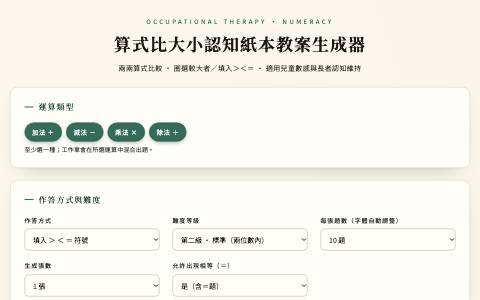 OCCUPATIONAL THERAPY • NUMERACY
算式比大小認知紙本教案生成器
兩兩算式比較 · 圈選較大者／填入＞＜＝ · 適用兒童數感與長者認知維持
— 運算類型
加法 ＋ 減法 － 乘法 × 除法 ÷
至少選一種；工作單會在所選運算中混合出題。
— 作答方式與難度
作答方式 難度等級 每張題數（字體自動調整）
填入 ＞ ＜ ＝ 符號 第二級 · 標準（兩位數內） 10 題
生成張數 允許出現相等（＝）
1 張 是（含＝題）